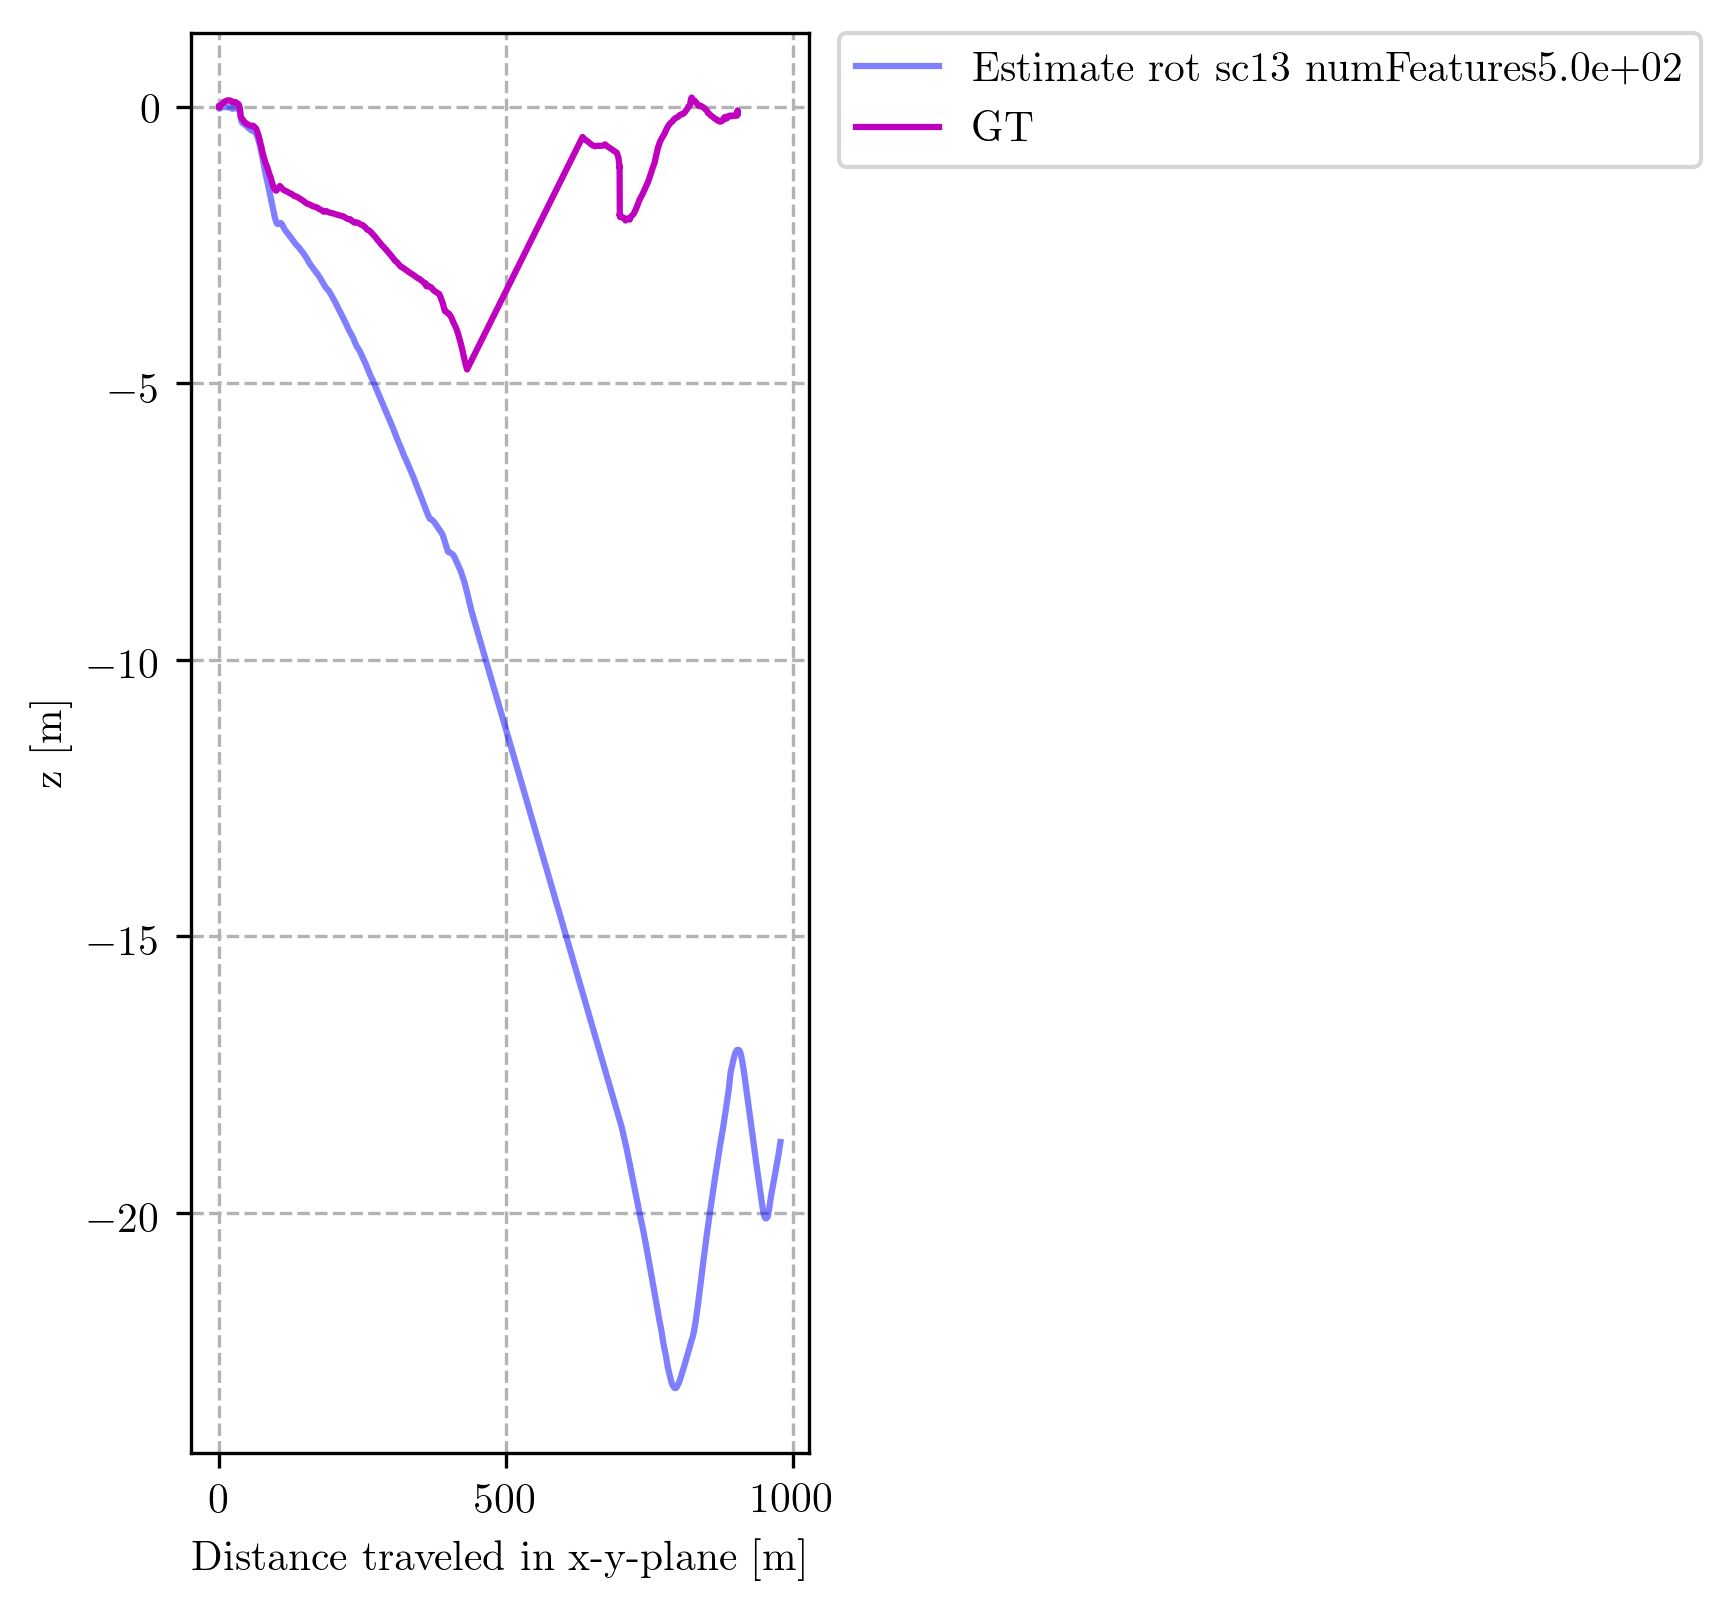 Estimate rot sc13 numFeatures5.0e+02
GT
0
−5
−10
−15
−20
z [m]
0 500 1000
Distance traveled in x-y-plane [m]